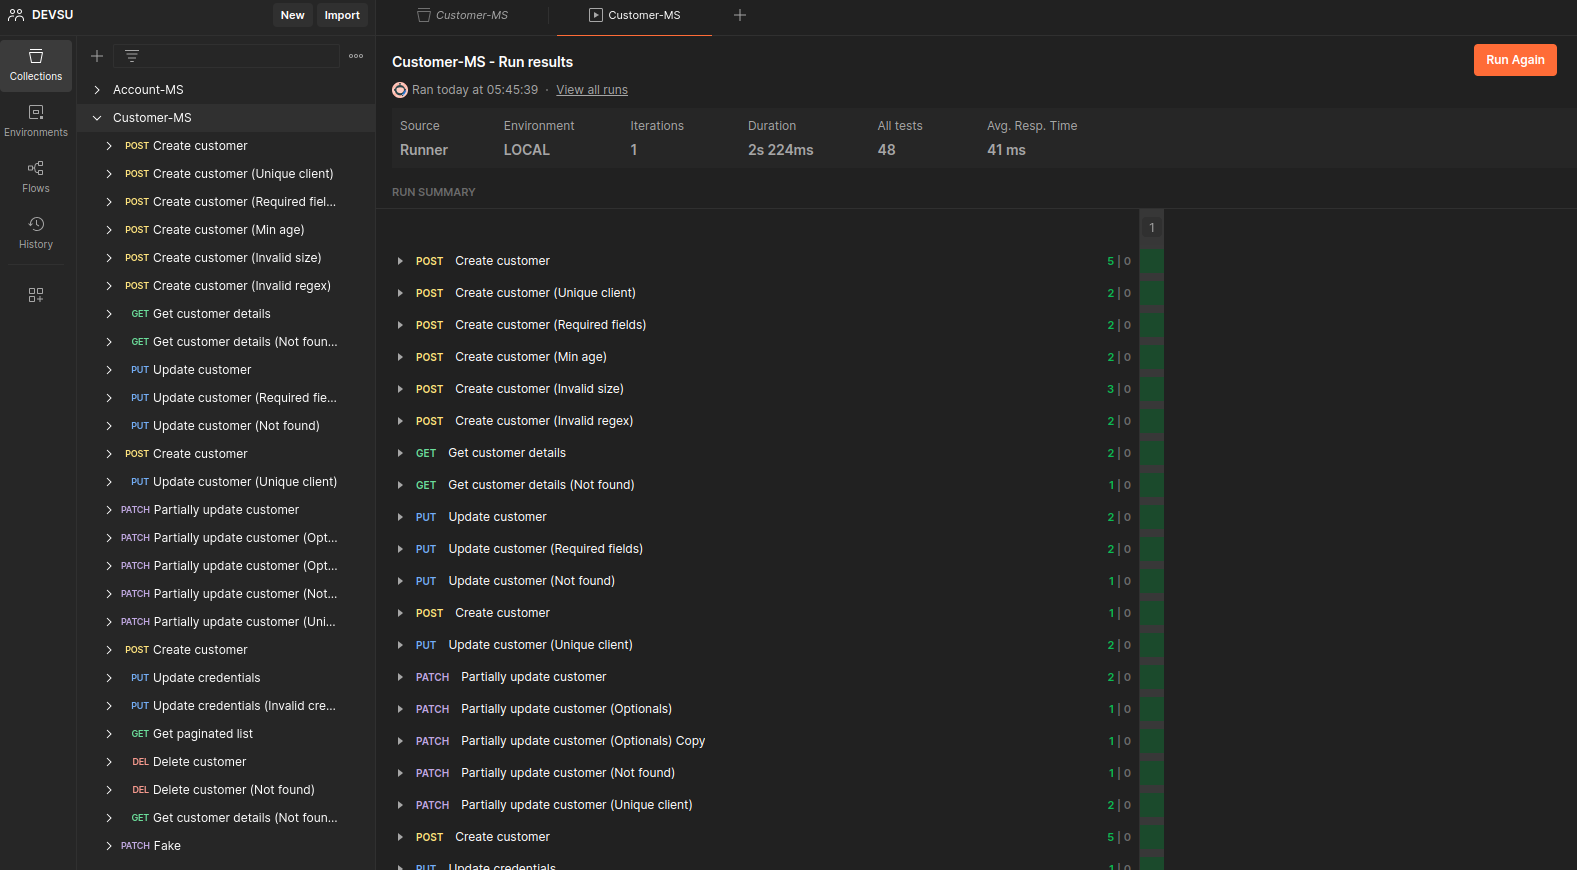 DEVSU
New
Import
Customer-MS
Customer-MS
Collections
Environments
Flows
History
Account-MS
Customer-MS
POST Create customer
POST Create customer (Unique client)
POST Create customer (Required fiel...
POST Create customer (Min age)
POST Create customer (Invalid size)
POST Create customer (Invalid regex)
GET Get customer details
GET Get customer details (Not foun...
PUT Update customer
PUT Update customer (Required fie...
PUT Update customer (Not found)
POST Create customer
PUT Update customer (Unique client)
PATCH Partially update customer
PATCH Partially update customer (Opt...
PATCH Partially update customer (Opt...
PATCH Partially update customer (Not...
PATCH Partially update customer (Uni...
POST Create customer
PUT Update credentials
PUT Update credentials (Invalid cre...
GET Get paginated list
DEL Delete customer
DEL Delete customer (Not found)
GET Get customer details (Not foun...
PATCH Fake
Customer-MS - Run results
Run Again
Ran today at 05:45:39 · View all runs
Source Environment Iterations Duration All tests Avg. Resp. Time
Runner LOCAL 1 2s 224ms 48 41 ms
RUN SUMMARY
1
POST Create customer 5 | 0
POST Create customer (Unique client) 2 | 0
POST Create customer (Required fields) 2 | 0
POST Create customer (Min age) 2 | 0
POST Create customer (Invalid size) 3 | 0
POST Create customer (Invalid regex) 2 | 0
GET Get customer details 2 | 0
GET Get customer details (Not found) 1 | 0
PUT Update customer 2 | 0
PUT Update customer (Required fields) 2 | 0
PUT Update customer (Not found) 1 | 0
POST Create customer 1 | 0
PUT Update customer (Unique client) 2 | 0
PATCH Partially update customer 2 | 0
PATCH Partially update customer (Optionals) 1 | 0
PATCH Partially update customer (Optionals) Copy 1 | 0
PATCH Partially update customer (Not found) 1 | 0
PATCH Partially update customer (Unique client) 2 | 0
POST Create customer 5 | 0
PUT Update credentials 1 | 0